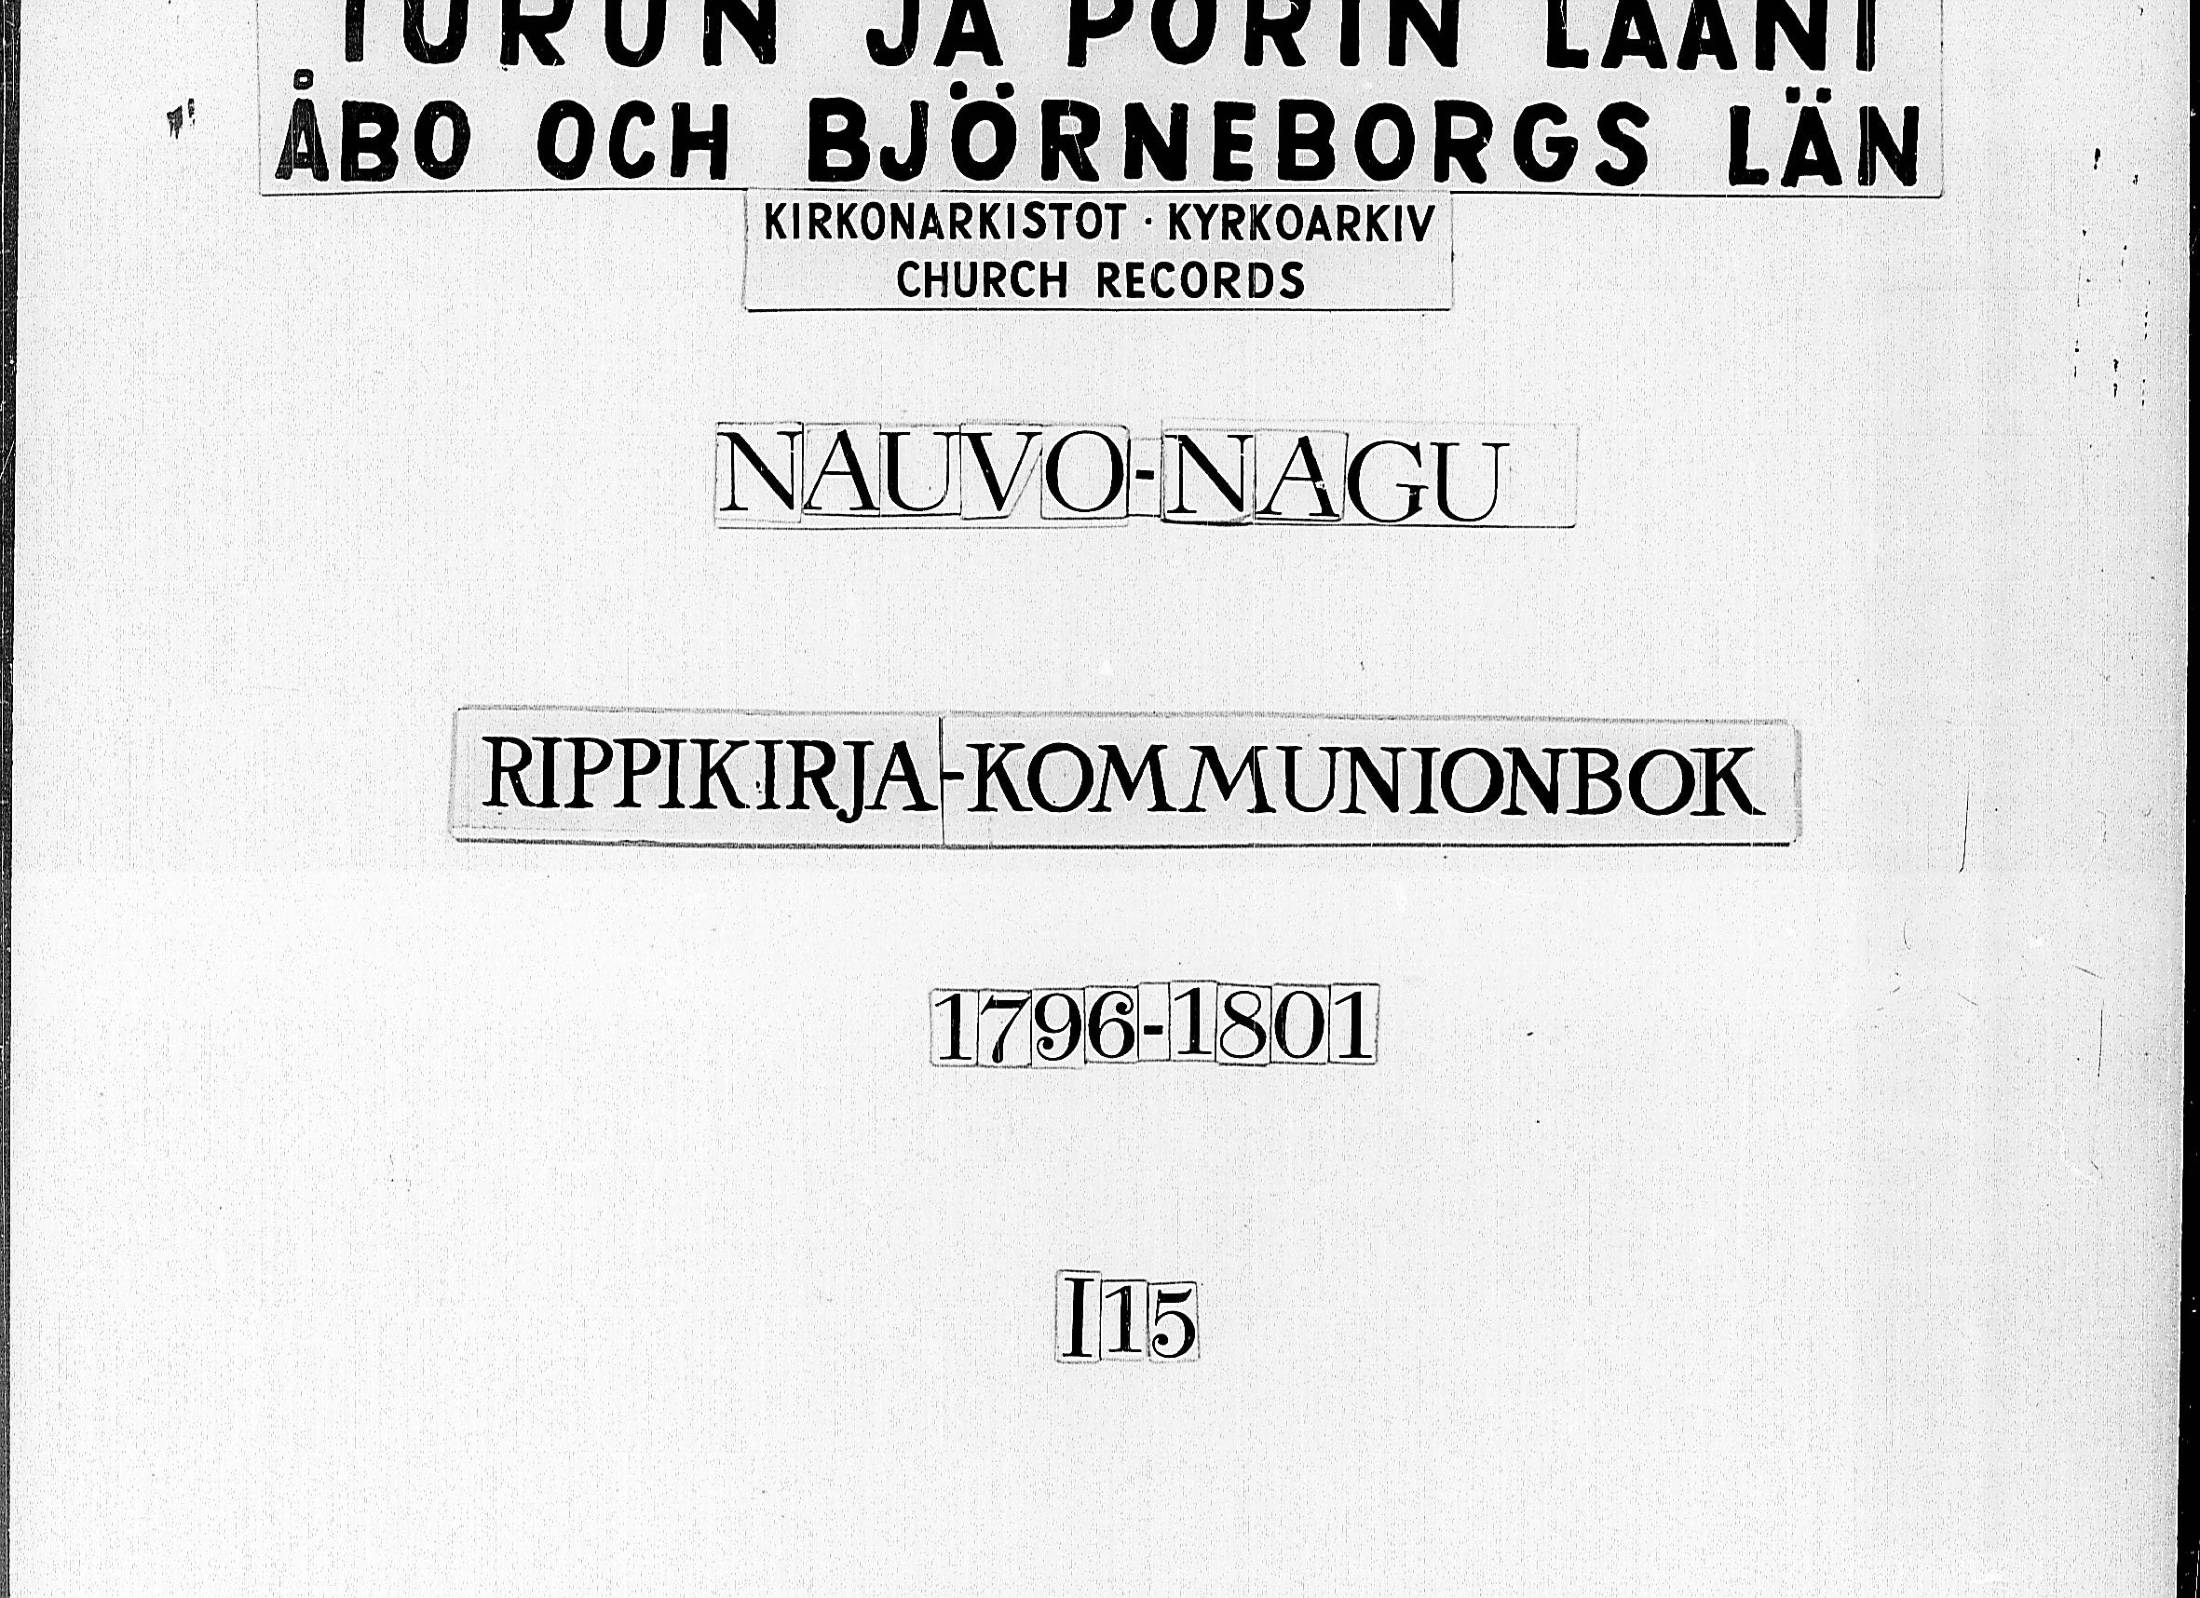 TURUN JA PORIN LÄÄNI
ÅBO OCH BJÖRNEBORGS LÄN
KIRKONARKISTOT · KYRKOARKIV
CHURCH RECORDS
NAUVO-NAGU
RIPPIKIRJA-KOMMUNIONBOK
1796-1801
I15